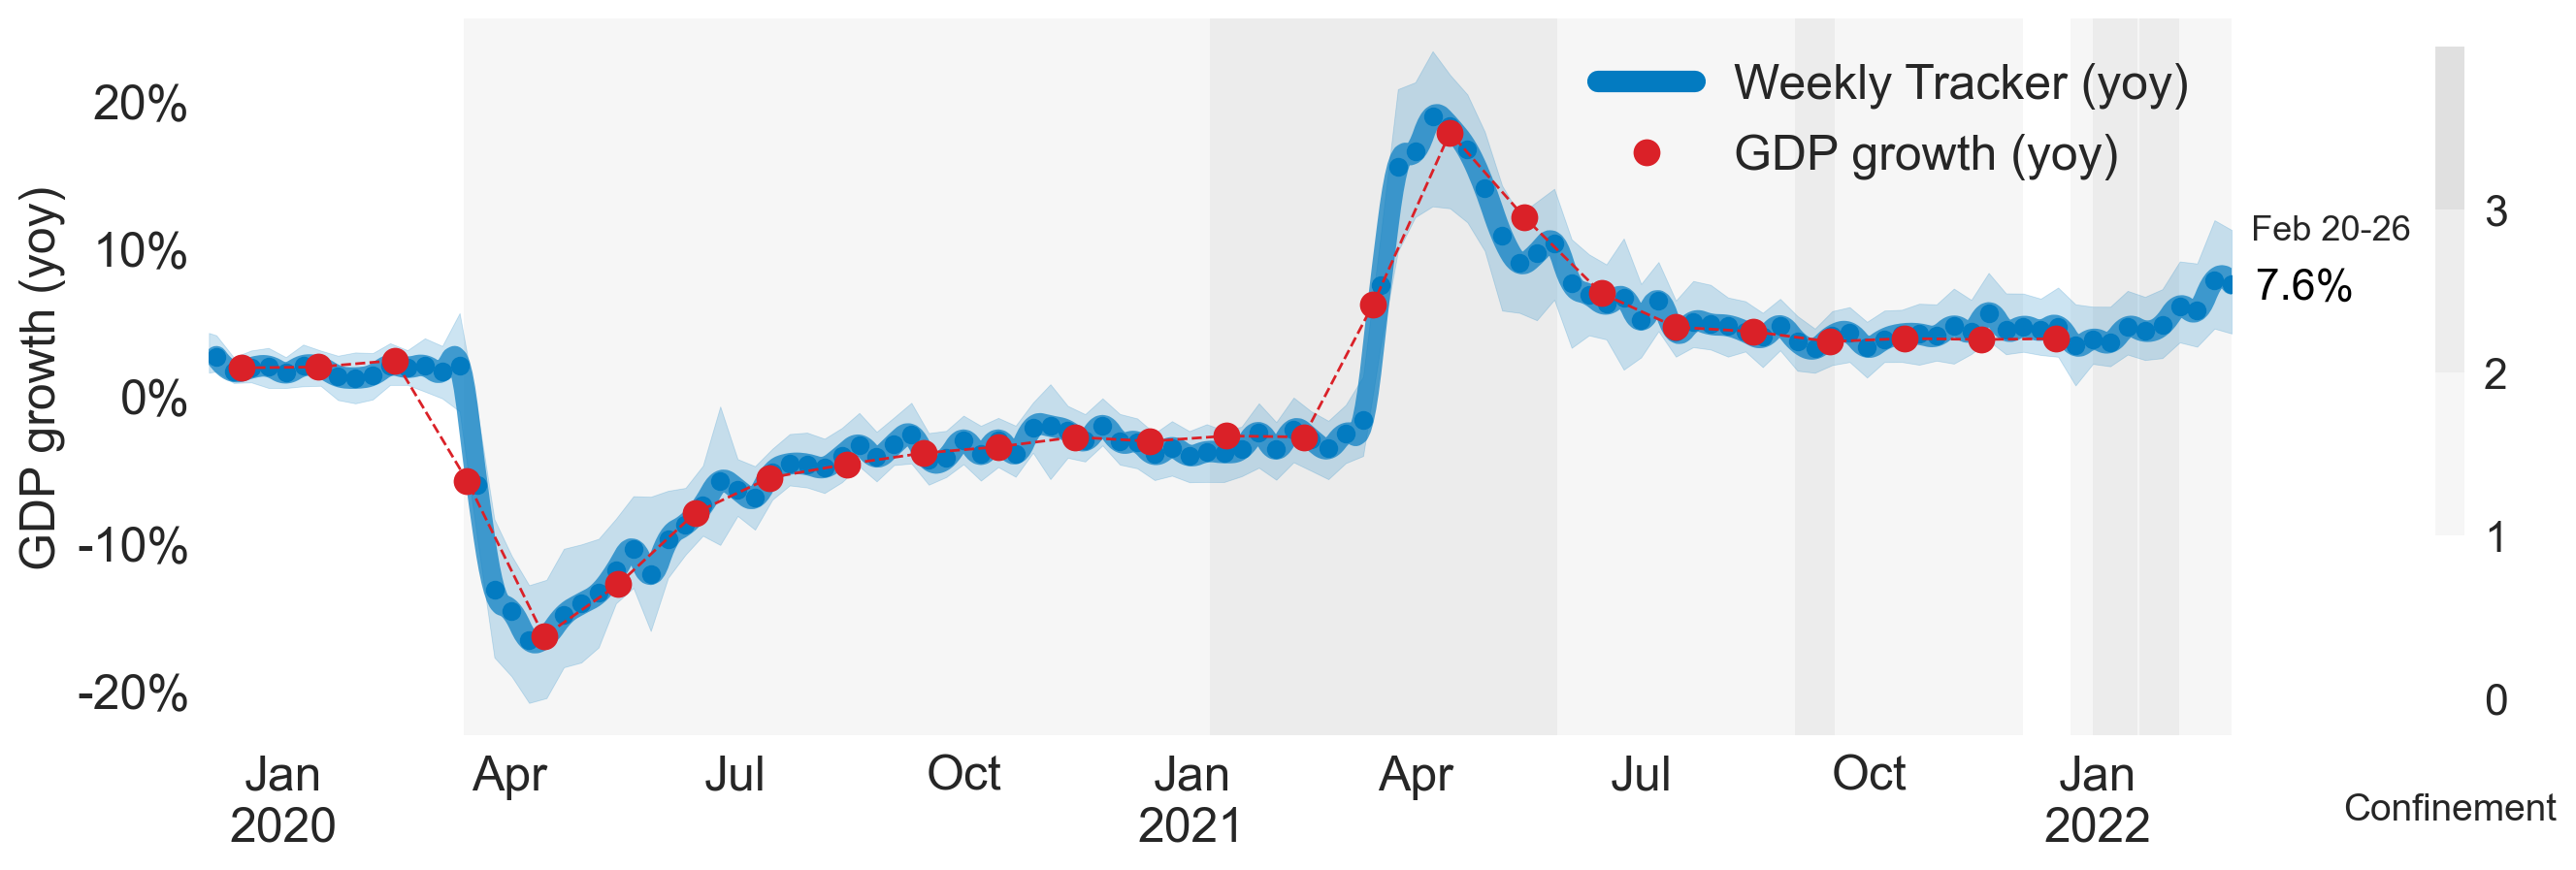 Weekly Tracker (yoy)
GDP growth (yoy)
GDP growth (yoy)
20%
10%
0%
-10%
-20%
Feb 20-26
7.6%
3
2
1
0
Confinement
Jan
2020
Apr
Jul
Oct
Jan
2021
Apr
Jul
Oct
Jan
2022